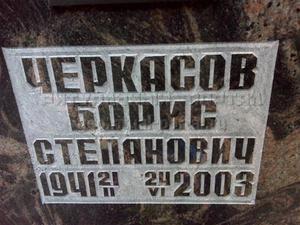 ЧЕРКАСОВ
БОРИС
СТЕПАНОВИЧ
1941 21/II 24/VI 2003